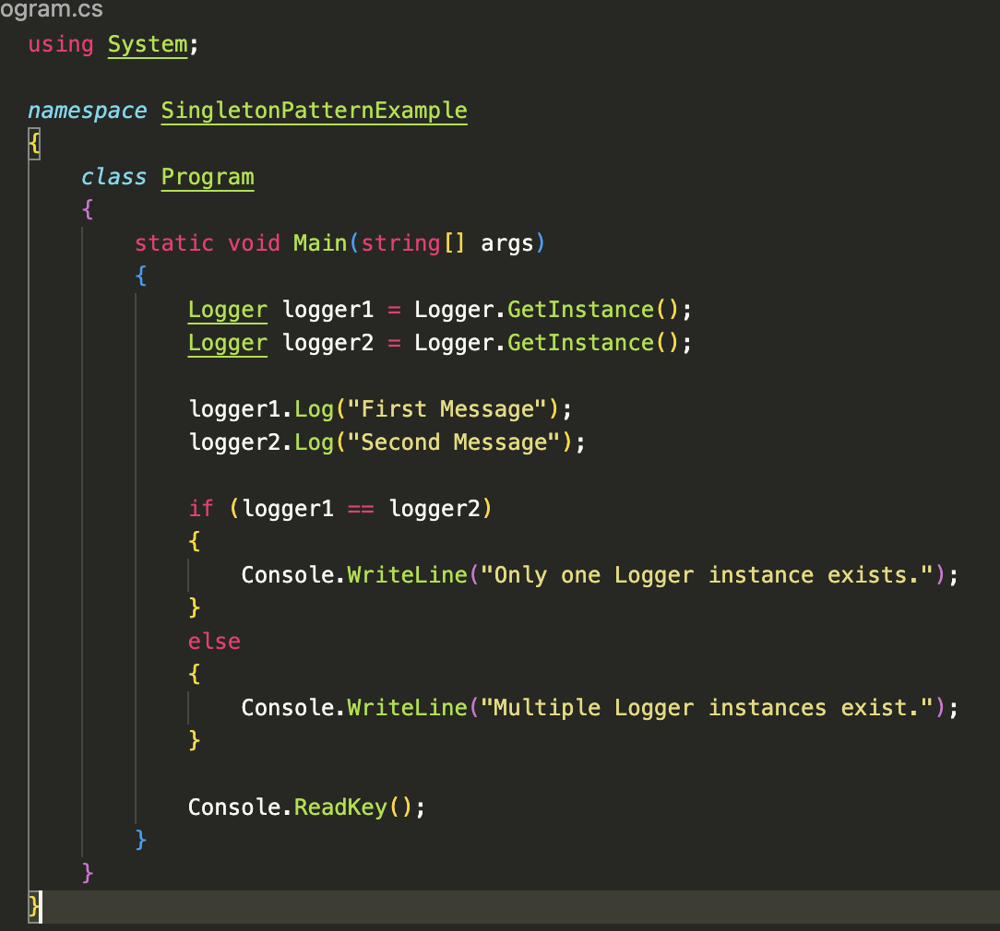 ogram.cs
using System;
namespace SingletonPatternExample
{
class Program
{
static void Main(string[] args)
{
Logger logger1 = Logger.GetInstance();
Logger logger2 = Logger.GetInstance();
logger1.Log("First Message");
logger2.Log("Second Message");
if (logger1 == logger2)
{
Console.WriteLine("Only one Logger instance exists.");
}
else
{
Console.WriteLine("Multiple Logger instances exist.");
}
Console.ReadKey();
}
}
}